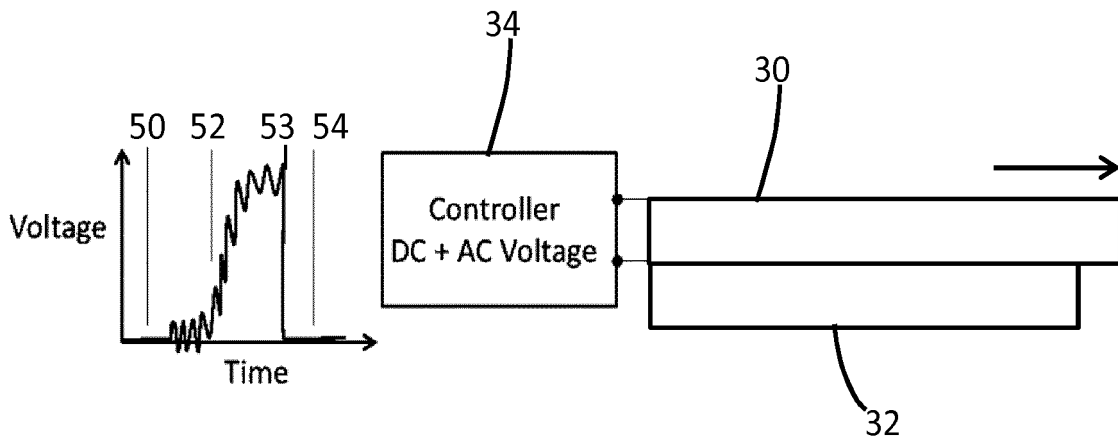 34
30
50 52 53 54
Voltage
Controller
DC + AC Voltage
Time
32